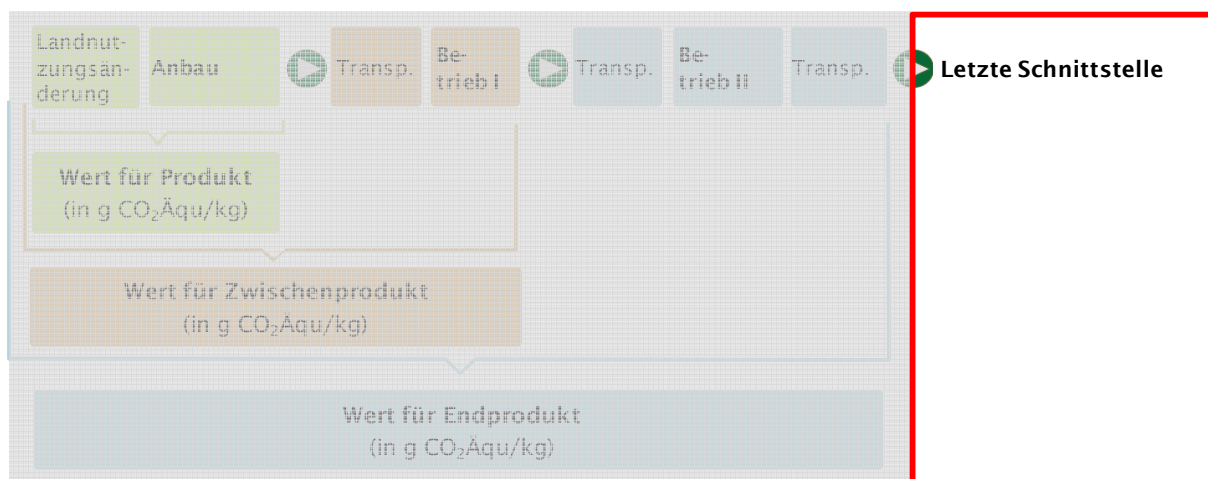 Landnut-
zungsän-
derung
Anbau
Transp.
Be-
trieb I
Transp.
Be-
trieb II
Transp.
Letzte Schnittstelle
Wert für Produkt
(in g CO₂Äqu/kg)
Wert für Zwischenprodukt
(in g CO₂Äqu/kg)
Wert für Endprodukt
(in g CO₂Äqu/kg)